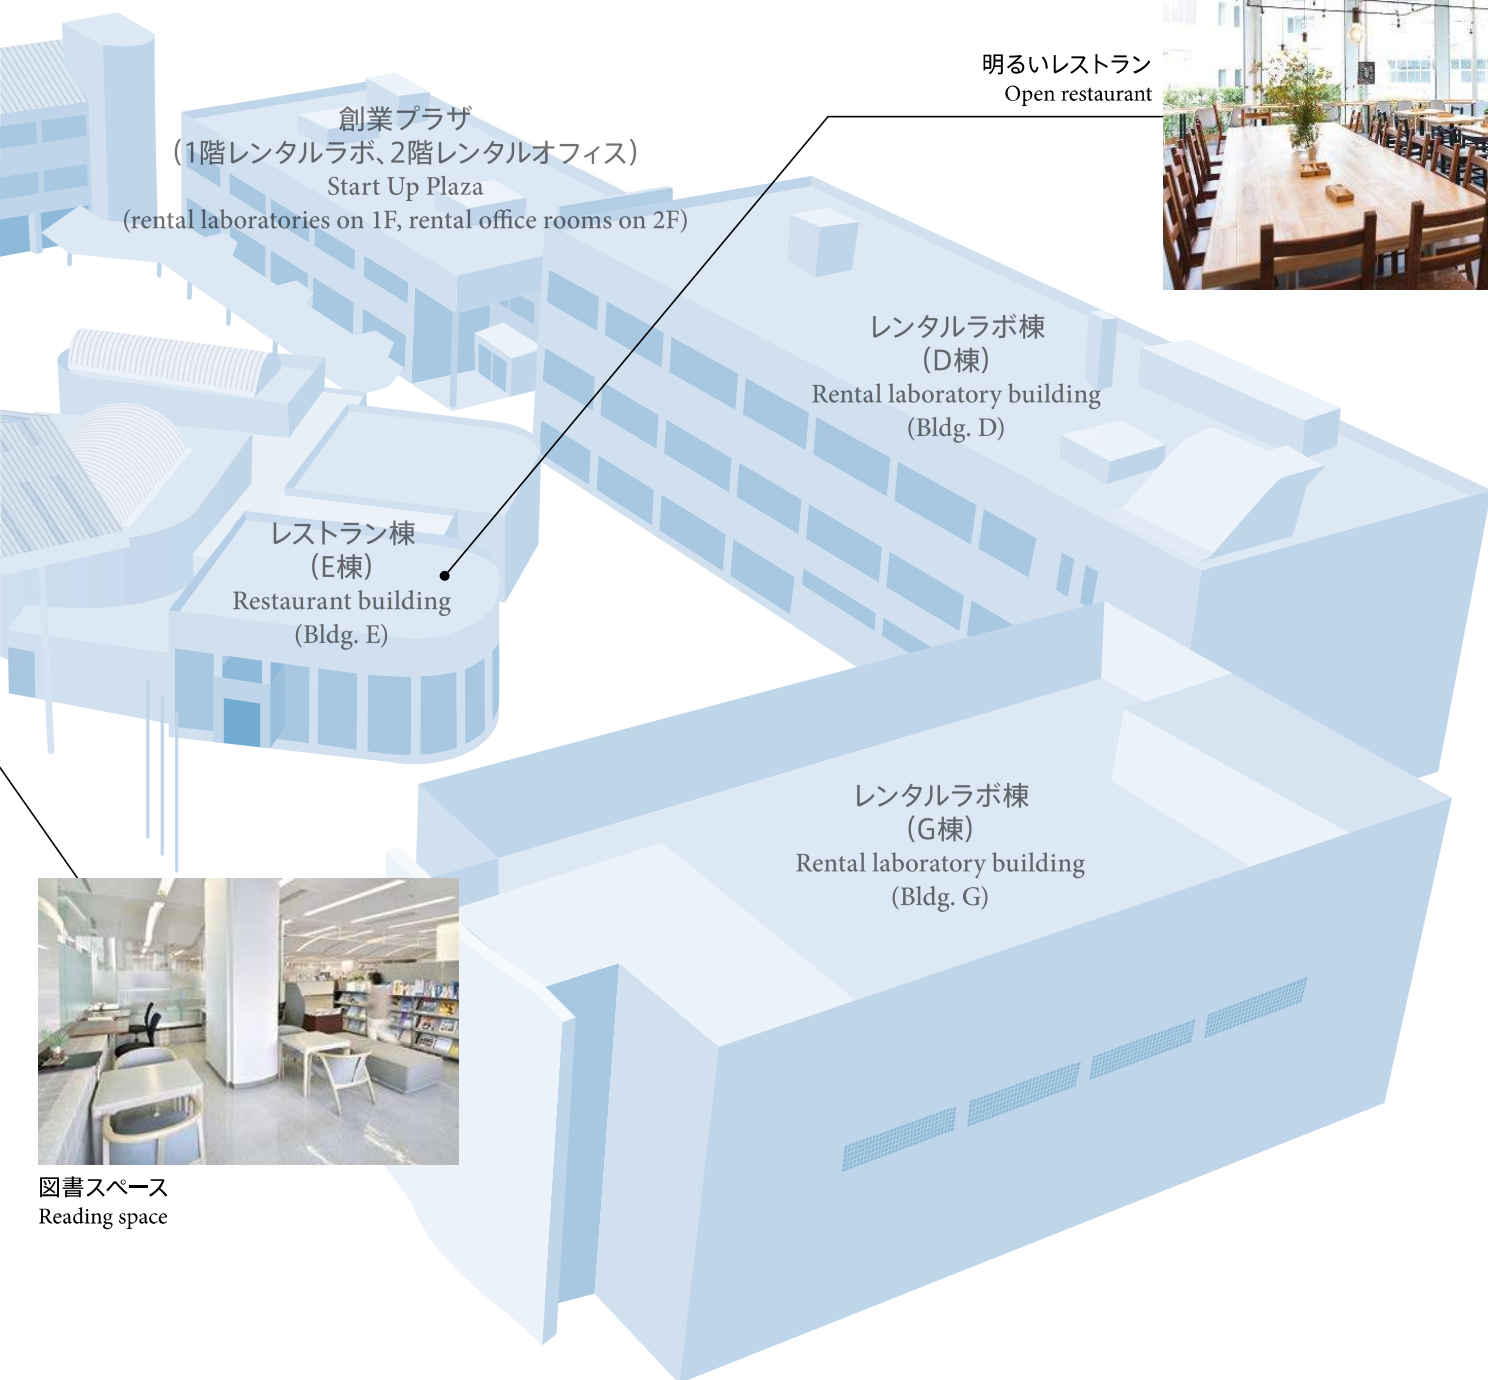 明るいレストラン
Open restaurant
創業プラザ
（1階レンタルラボ、2階レンタルオフィス）
Start Up Plaza
(rental laboratories on 1F, rental office rooms on 2F)
レンタルラボ棟
（D棟）
Rental laboratory building
(Bldg. D)
レストラン棟
（E棟）
Restaurant building
(Bldg. E)
レンタルラボ棟
（G棟）
Rental laboratory building
(Bldg. G)
図書スペース
Reading space